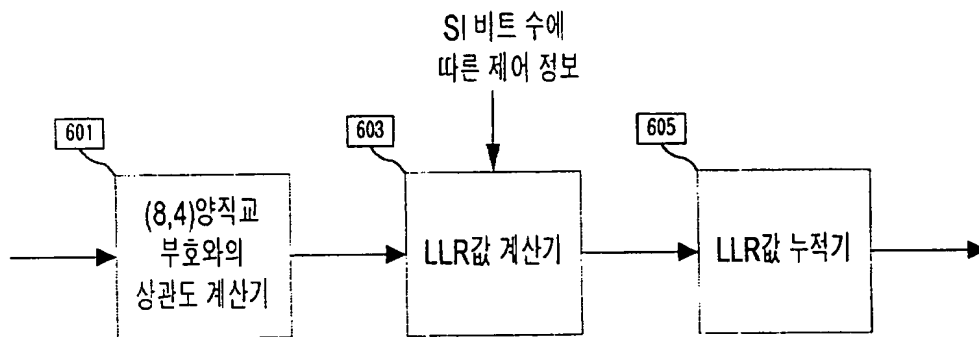 SI 비트 수에
따른 제어 정보
601
603
605
(8,4)양직교
부호와의
상관도 계산기
LLR값 계산기
LLR값 누적기